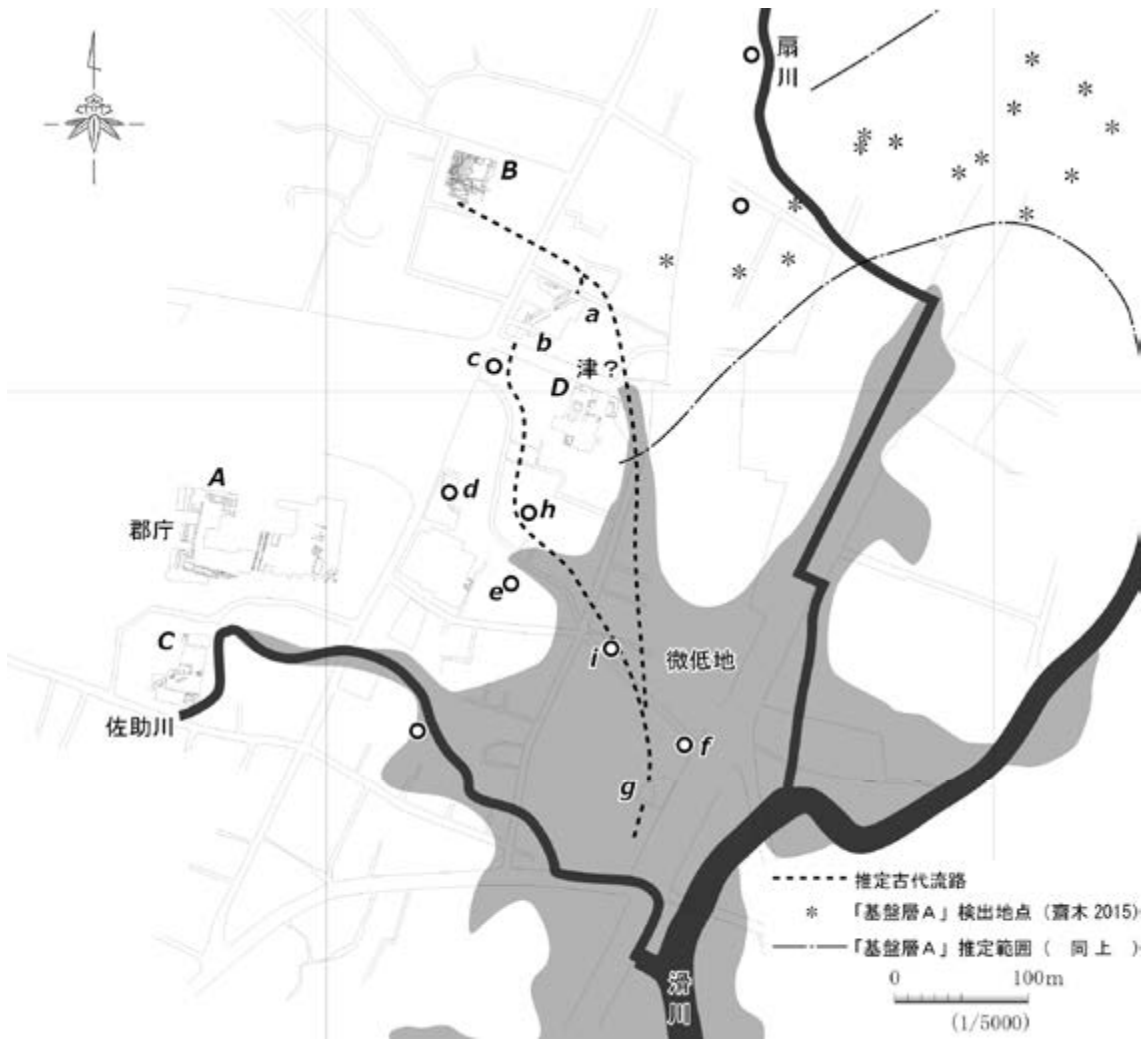 扇川
B
a
b
c
津？
D
A
d
h
郡庁
e
C
i
微低地
佐助川
f
g
推定古代流路
「基盤層A」検出地点（齋木 2015）
「基盤層A」推定範囲（ 同 上 ）
滑川
0 100m
(1/5000)